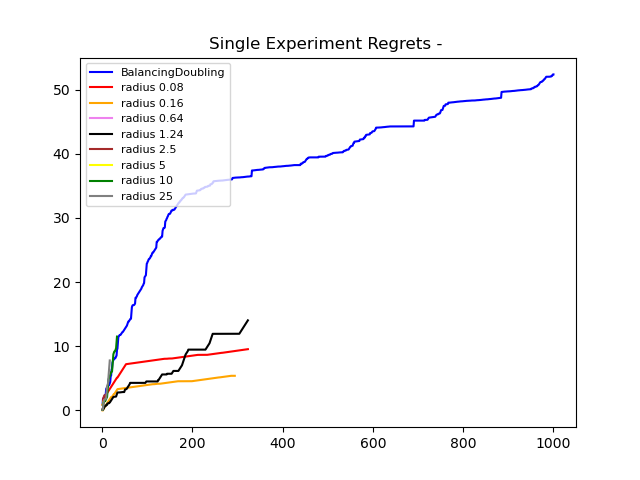 Single Experiment Regrets -
BalancingDoubling
radius 0.08
radius 0.16
radius 0.64
radius 1.24
radius 2.5
radius 5
radius 10
radius 25
50
40
30
20
10
0
0 200 400 600 800 1000